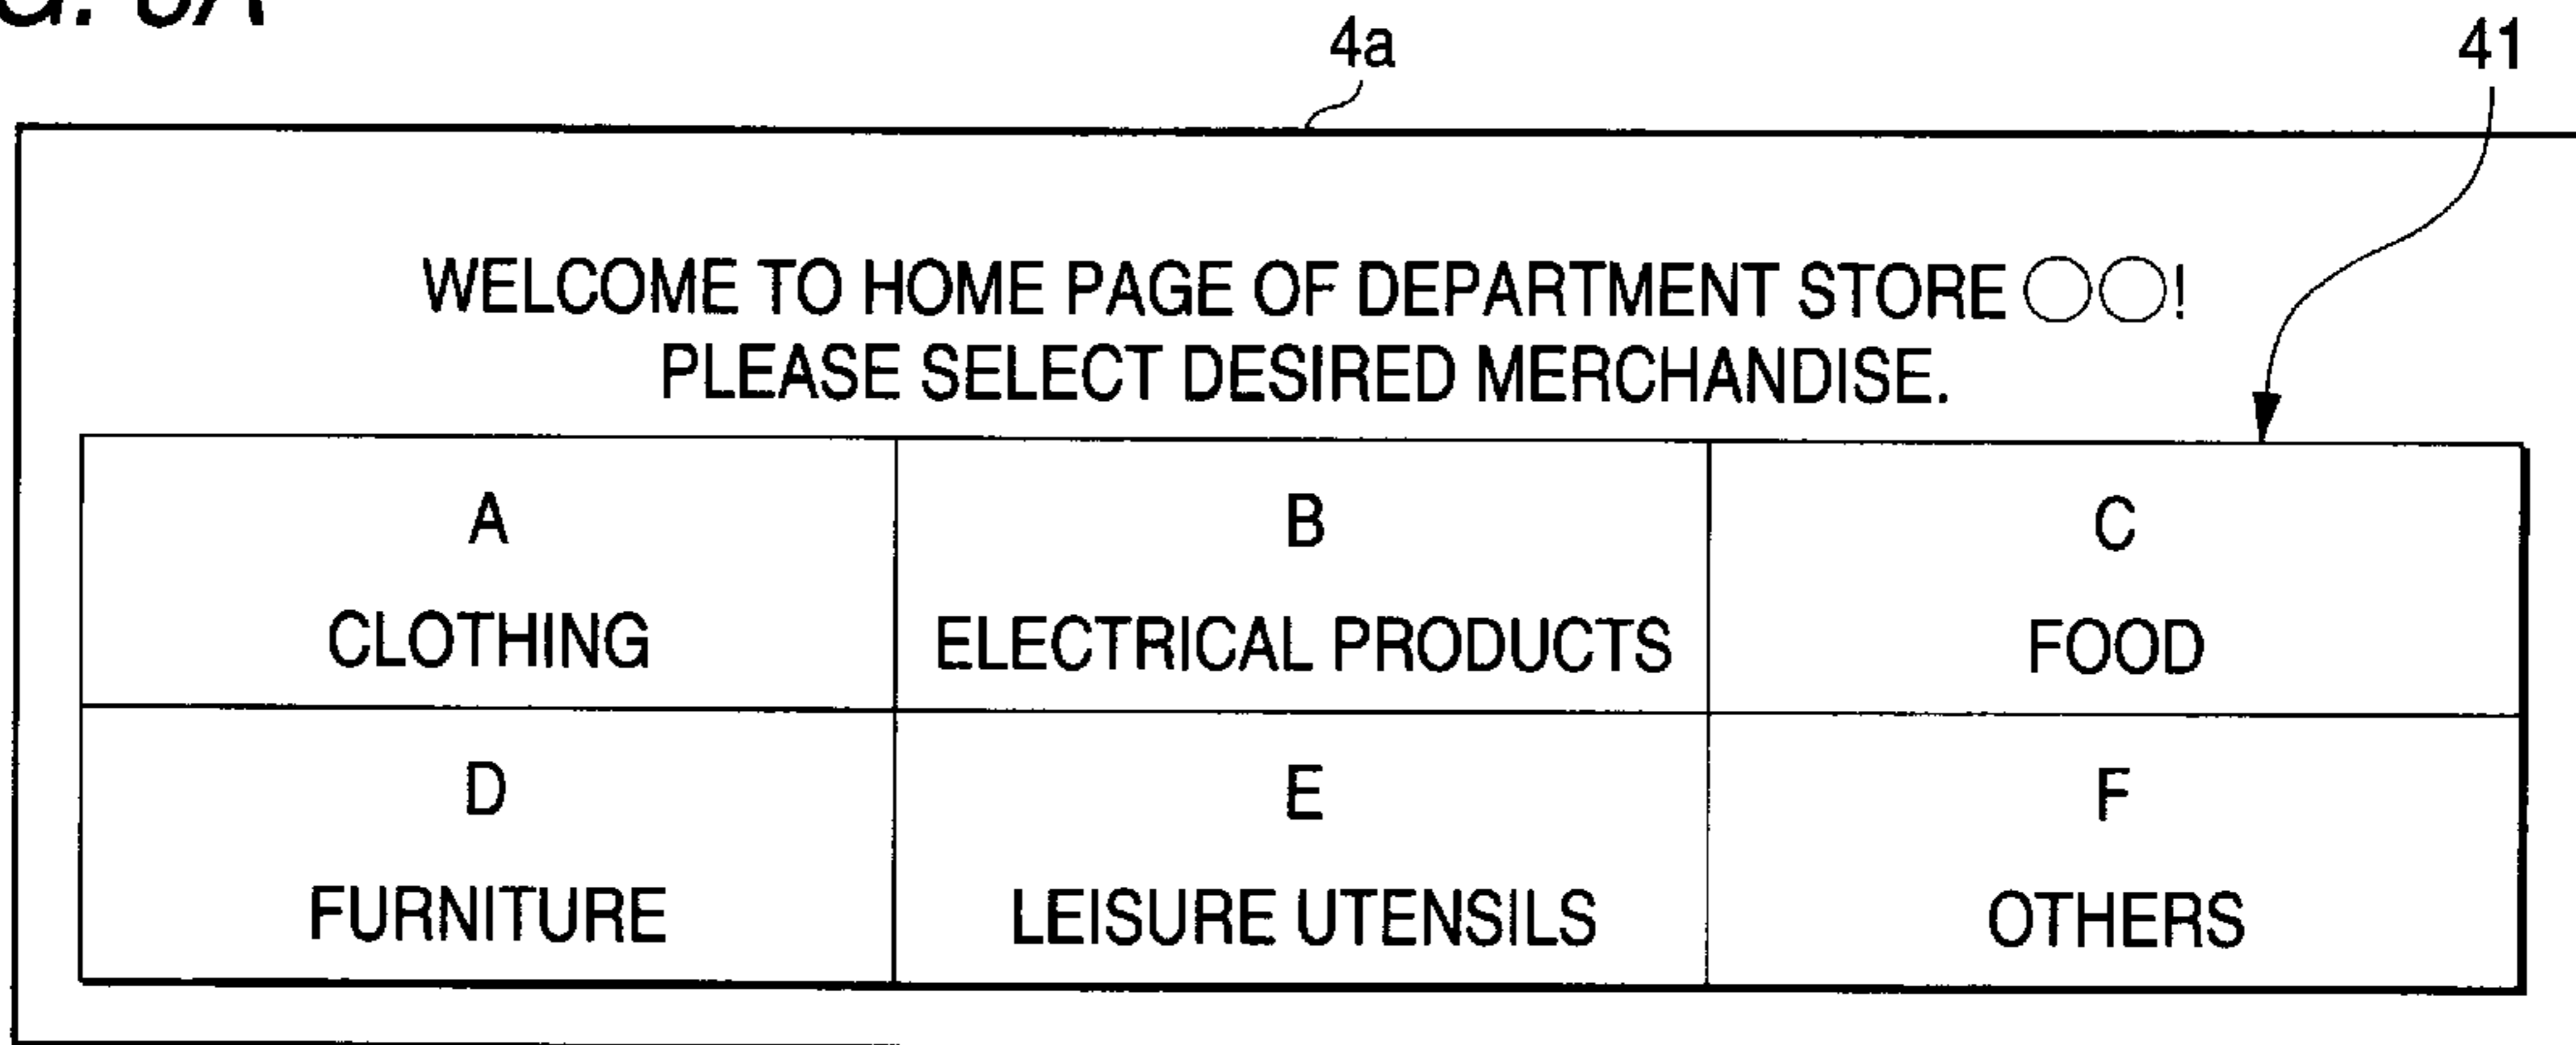 4a
41
WELCOME TO HOME PAGE OF DEPARTMENT STORE ○○!
PLEASE SELECT DESIRED MERCHANDISE.
A
B
C
CLOTHING
ELECTRICAL PRODUCTS
FOOD
D
E
F
FURNITURE
LEISURE UTENSILS
OTHERS